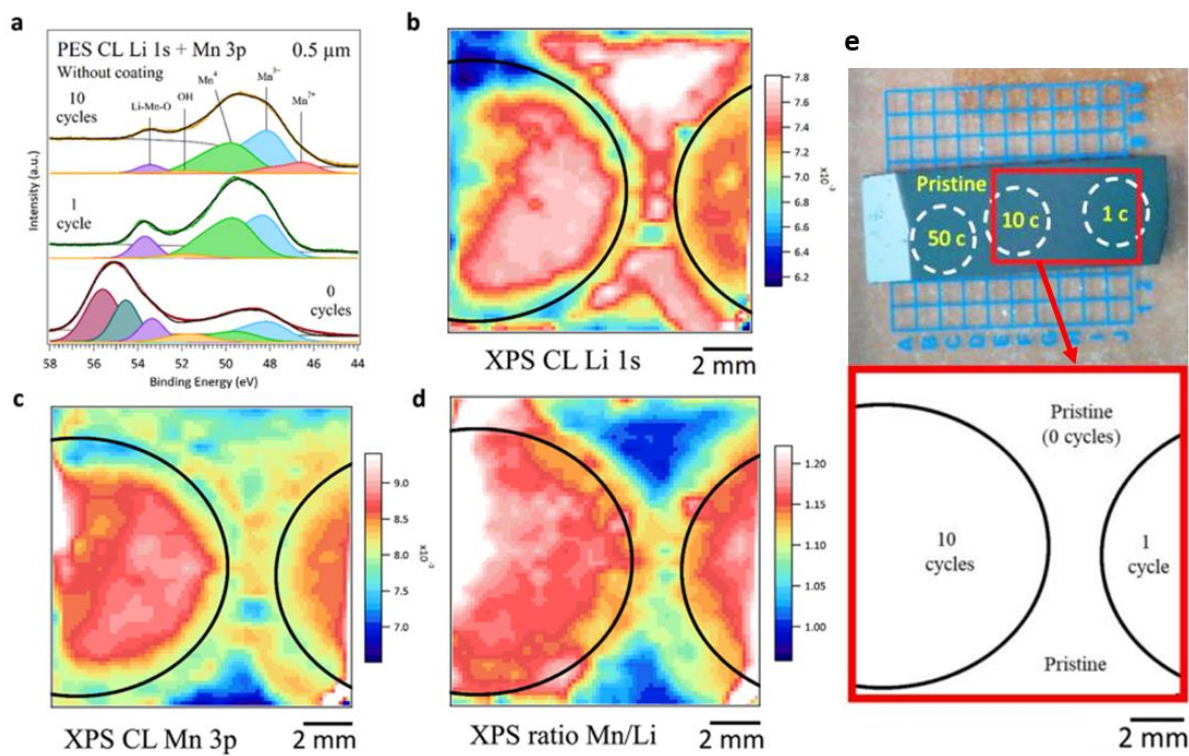 a
PES CL Li 1s + Mn 3p 0.5 µm
Without coating
10
cycles
Li-Mn-O
OH
Mn⁴
Mn³⁻
Mn²⁺
1
cycle
0
cycles
Intensity (a.u.)
58 56 54 52 50 48 46 44
Binding Energy (eV)
b
7.8
7.6
7.4
7.2
7.0
6.8
6.6
6.4
6.2
x10⁻³
XPS CL Li 1s
2 mm
c
9.0
8.5
8.0
7.5
7.0
x10⁻³
XPS CL Mn 3p
2 mm
d
1.20
1.15
1.10
1.05
1.00
XPS ratio Mn/Li
2 mm
e
Pristine
50 c
10 c
1 c
A B C D E F G I J
Pristine
(0 cycles)
10
cycles
1
cycle
Pristine
2 mm